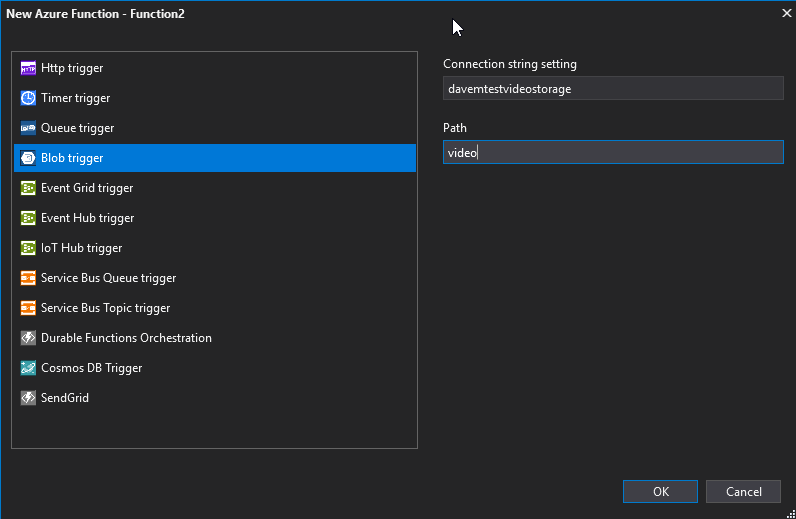 New Azure Function - Function2
HTTP
Http trigger
Timer trigger
Queue trigger
Blob trigger
Event Grid trigger
Event Hub trigger
IoT Hub trigger
Service Bus Queue trigger
Service Bus Topic trigger
Durable Functions Orchestration
Cosmos DB Trigger
SendGrid
Connection string setting
davemtestvideostorage
Path
video
OK
Cancel